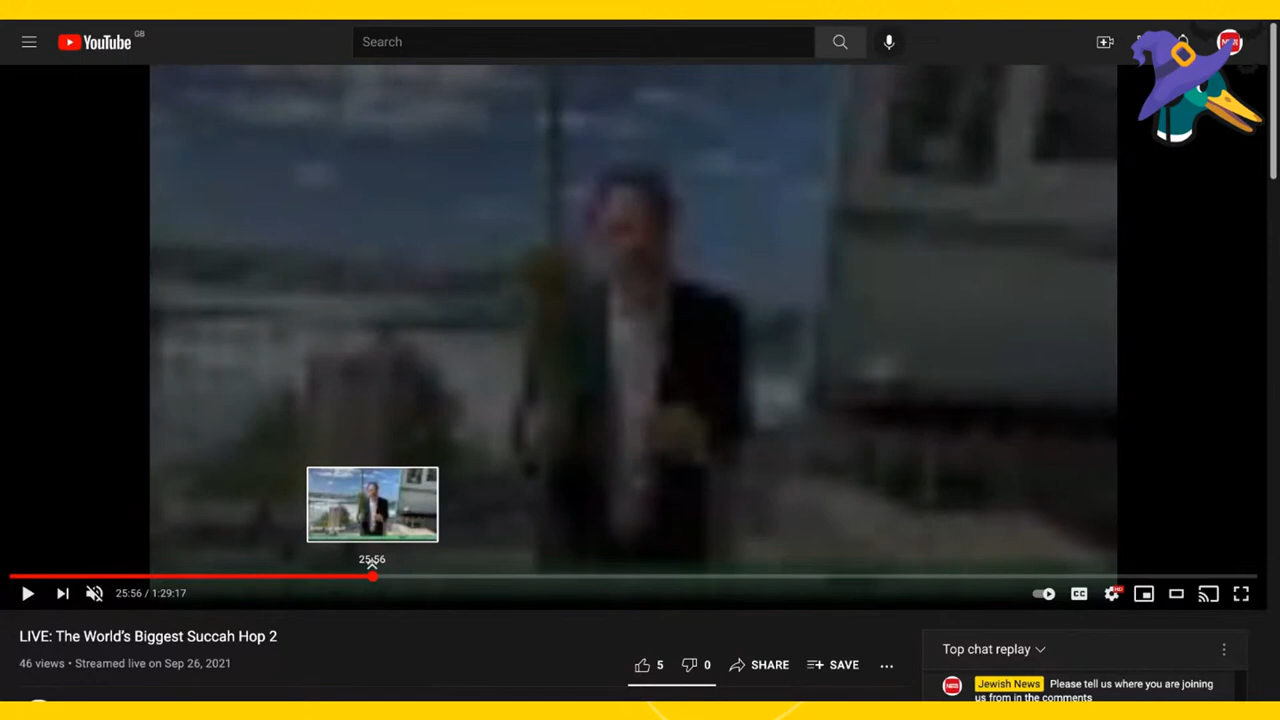 YouTube GB
Search
25:56
25:56 / 1:29:17
CC
HD
LIVE: The World's Biggest Succah Hop 2
46 views • Streamed live on Sep 26, 2021
5
0
SHARE
SAVE
Top chat replay
Jewish News Please tell us where you are joining
us from in the comments